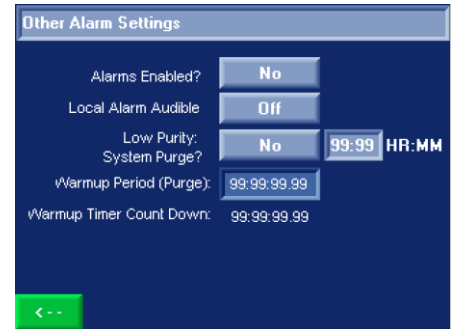 Other Alarm Settings
Alarms Enabled? No
Local Alarm Audible Off
Low Purity:
System Purge? No 99:99 HR:MM
Warmup Period (Purge): 99:99:99.99
Warmup Timer Count Down: 99:99:99.99
<--